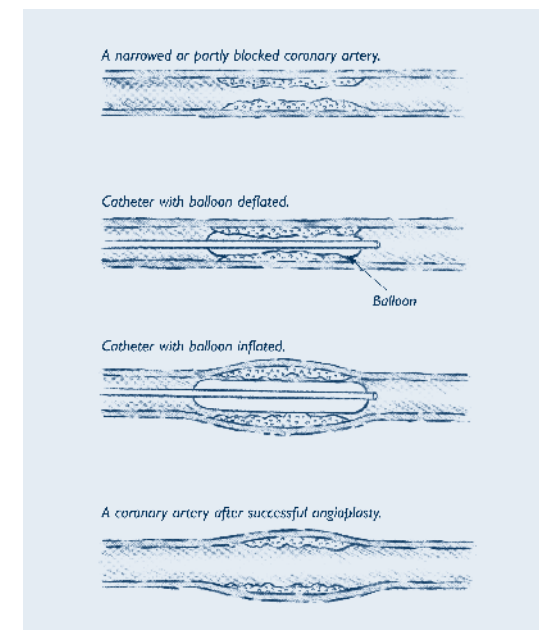 A narrowed or partly blocked coronary artery.
Catheter with balloon deflated.
Balloon
Catheter with balloon inflated.
A coronary artery after successful angioplasty.